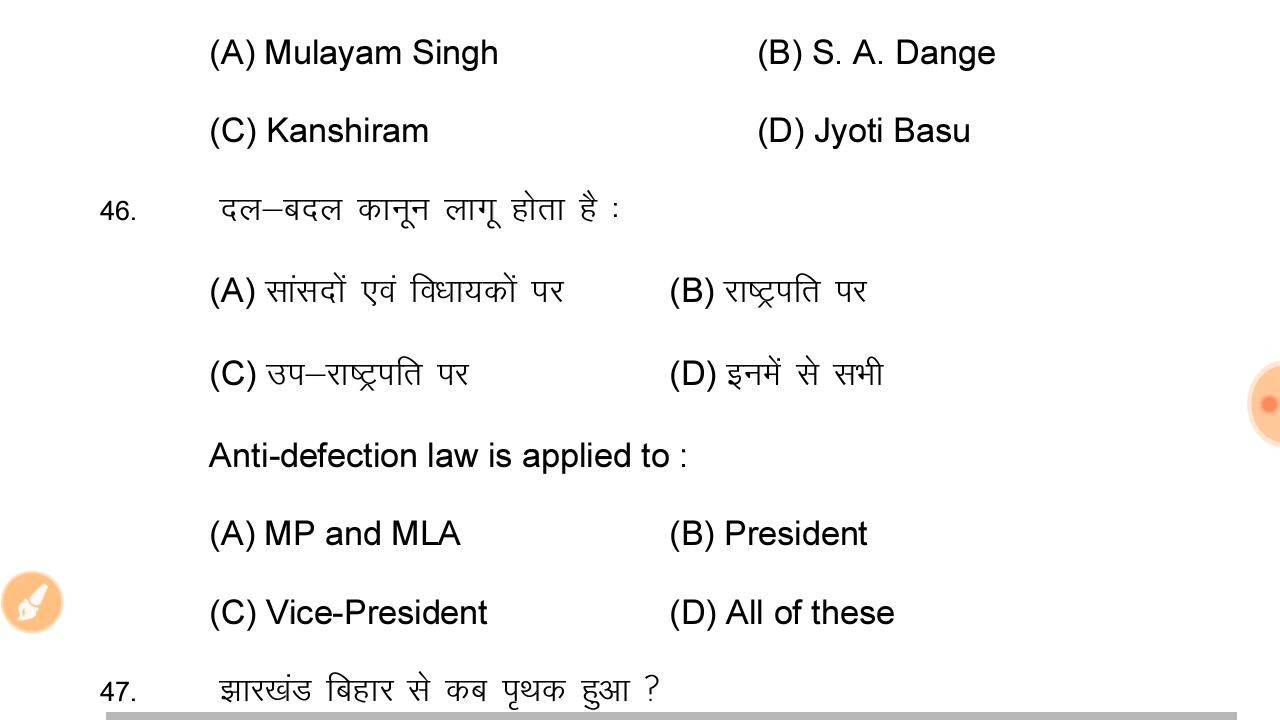 (A) Mulayam Singh (B) S. A. Dange
(C) Kanshiram (D) Jyoti Basu
46. दल–बदल कानून लागू होता है :
(A) सांसदों एवं विधायकों पर (B) राष्ट्रपति पर
(C) उप–राष्ट्रपति पर (D) इनमें से सभी
Anti-defection law is applied to :
(A) MP and MLA (B) President
(C) Vice-President (D) All of these
47. झारखंड बिहार से कब पृथक हुआ ?